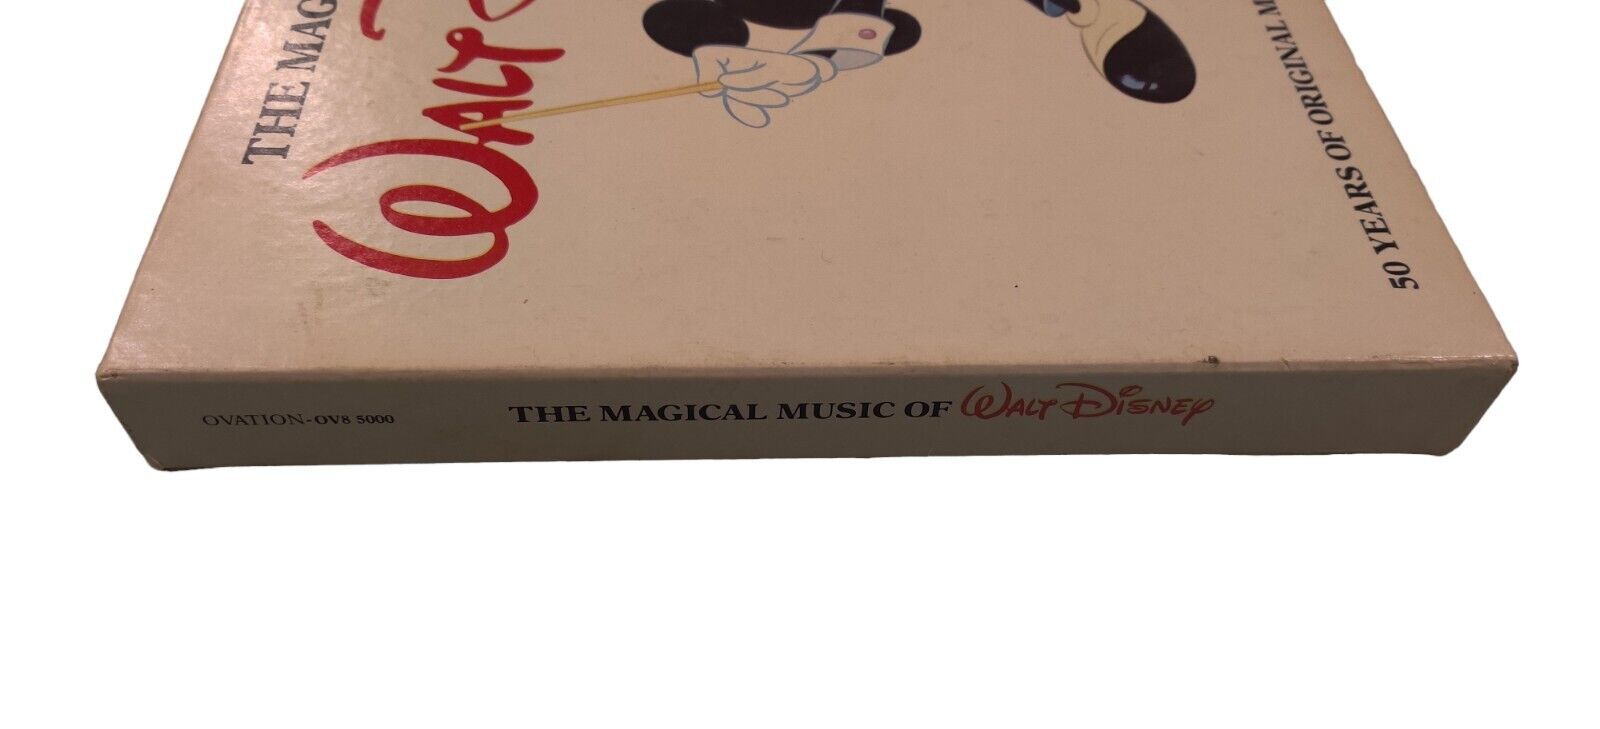 THE MAG
WALT
50 YEARS OF ORIGINAL M
OVATION-OV8 5000 THE MAGICAL MUSIC OF WALT DISNEY